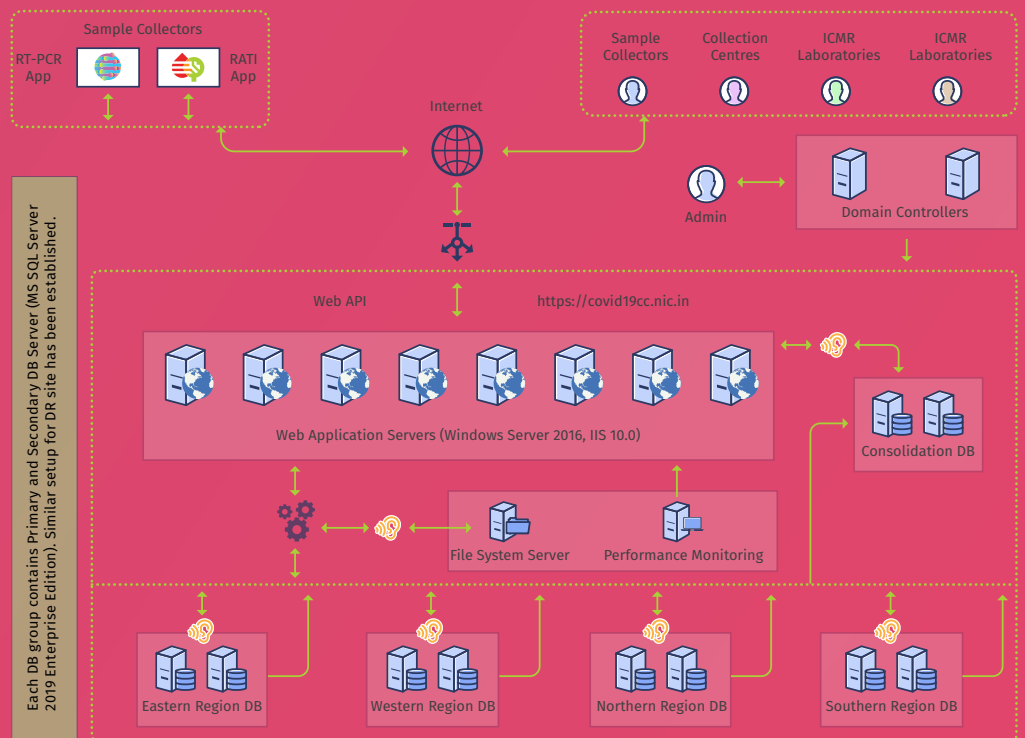 Sample Collectors
RT-PCR
App
RATI
App
Sample
Collectors
Collection
Centres
ICMR
Laboratories
ICMR
Laboratories
Internet
Admin
Domain Controllers
Each DB group contains Primary and Secondary DB Server (MS SQL Server
2019 Enterprise Edition). Similar setup for DR site has been established.
Web API
https://covid19cc.nic.in
Web Application Servers (Windows Server 2016, IIS 10.0)
Consolidation DB
File System Server
Performance Monitoring
Eastern Region DB
Western Region DB
Northern Region DB
Southern Region DB